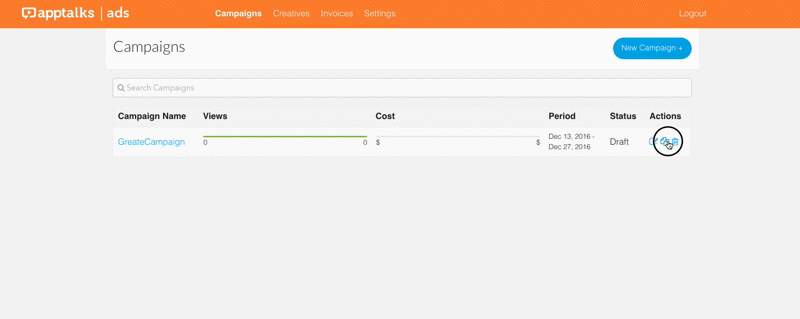 apptalks | ads Campaigns Creatives Invoices Settings Logout
Campaigns
New Campaign +
Search Campaigns
Campaign Name Views Cost Period Status Actions
GreateCampaign 0 0 $ $ Dec 13, 2016 - Draft
Dec 27, 2016